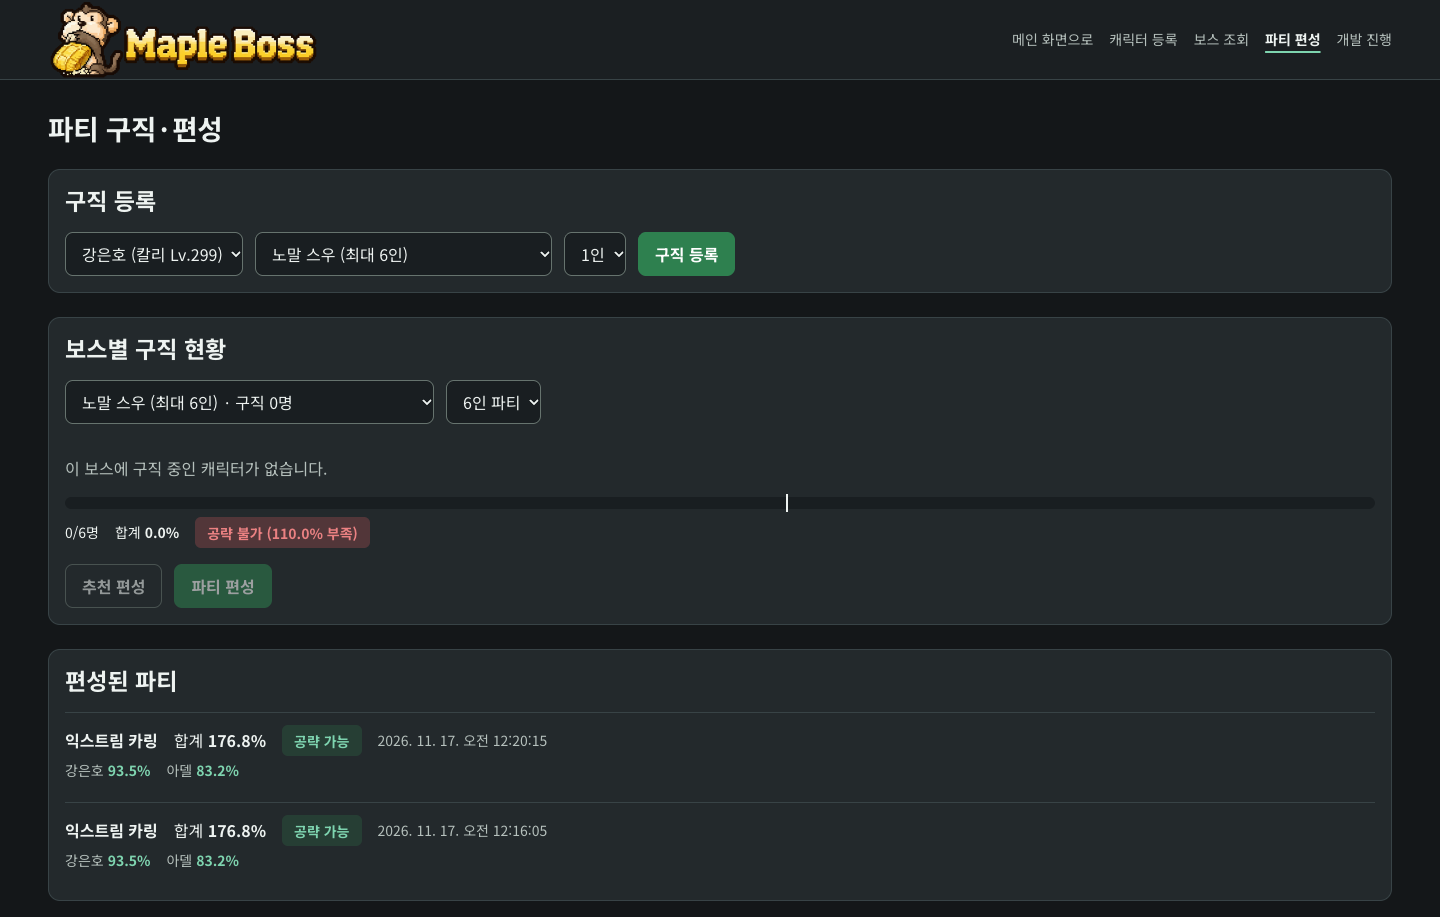 Maple Boss
메인 화면으로 캐릭터 등록 보스 조회 파티 편성 개발 진행
파티 구직·편성
구직 등록
강은호 (칼리 Lv.299) 노말 스우 (최대 6인) 1인 구직 등록
보스별 구직 현황
노말 스우 (최대 6인) · 구직 0명 6인 파티
이 보스에 구직 중인 캐릭터가 없습니다.
0/6명 합계 0.0% 공략 불가 (110.0% 부족)
추천 편성 파티 편성
편성된 파티
익스트림 카링 합계 176.8% 공략 가능 2026. 11. 17. 오전 12:20:15
강은호 93.5% 아델 83.2%
익스트림 카링 합계 176.8% 공략 가능 2026. 11. 17. 오전 12:16:05
강은호 93.5% 아델 83.2%